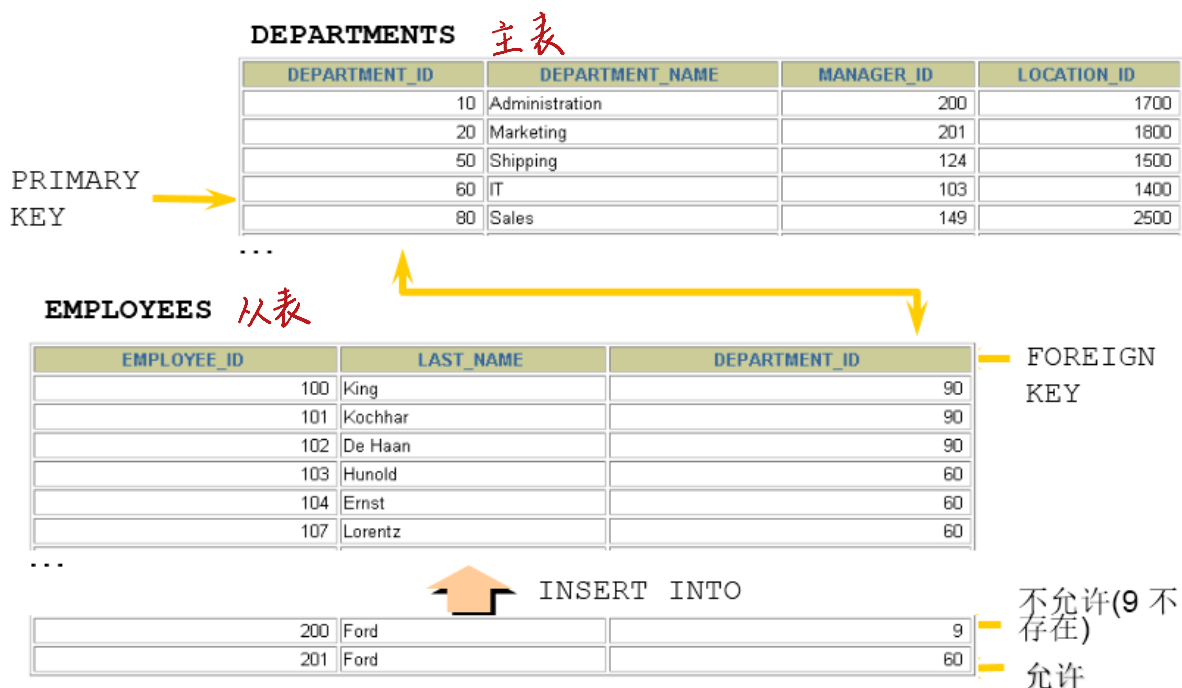 DEPARTMENTS 主表
DEPARTMENT_ID DEPARTMENT_NAME MANAGER_ID LOCATION_ID
10 Administration 200 1700
20 Marketing 201 1800
50 Shipping 124 1500
60 IT 103 1400
80 Sales 149 2500
...
PRIMARY
KEY
EMPLOYEES 从表
EMPLOYEE_ID LAST_NAME DEPARTMENT_ID
100 King 90
101 Kochhar 90
102 De Haan 90
103 Hunold 60
104 Ernst 60
107 Lorentz 60
...
FOREIGN
KEY
INSERT INTO
200 Ford 9
201 Ford 60
不允许(9 不
存在)
允许